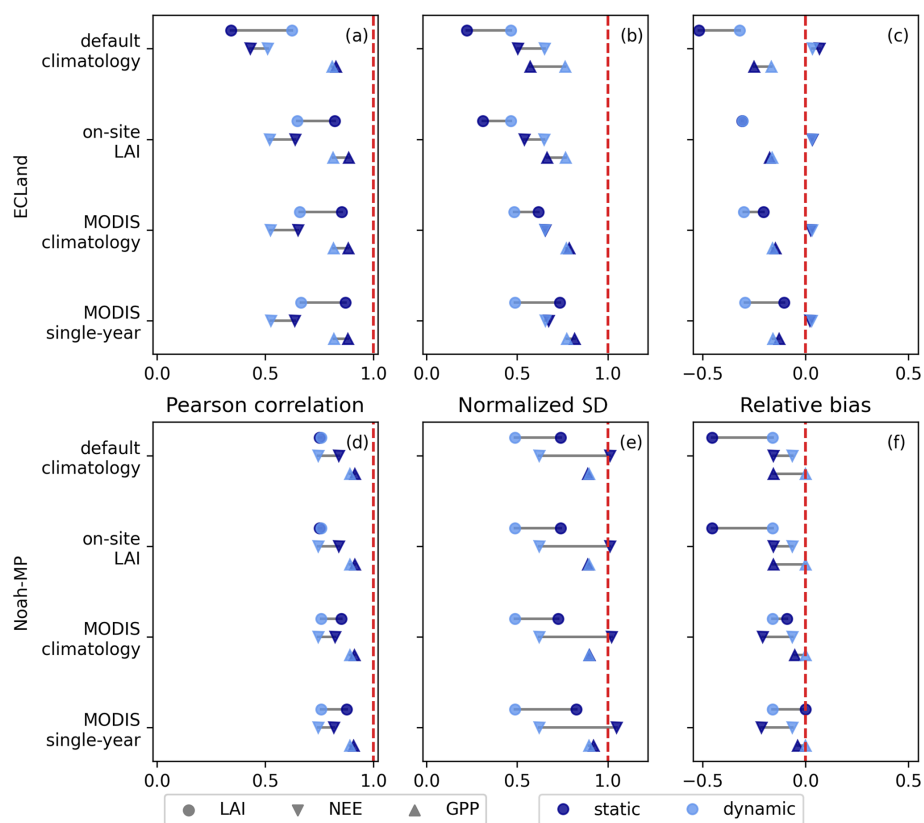 (a)
(b)
(c)
default
climatology
on-site
LAI
MODIS
climatology
MODIS
single-year
ECLand
0.0 0.5 1.0
0.0 0.5 1.0
−0.5 0.0 0.5
Pearson correlation
Normalized SD
Relative bias
(d)
(e)
(f)
default
climatology
on-site
LAI
MODIS
climatology
MODIS
single-year
Noah-MP
0.0 0.5 1.0
0.0 0.5 1.0
−0.5 0.0 0.5
LAI NEE GPP
static dynamic